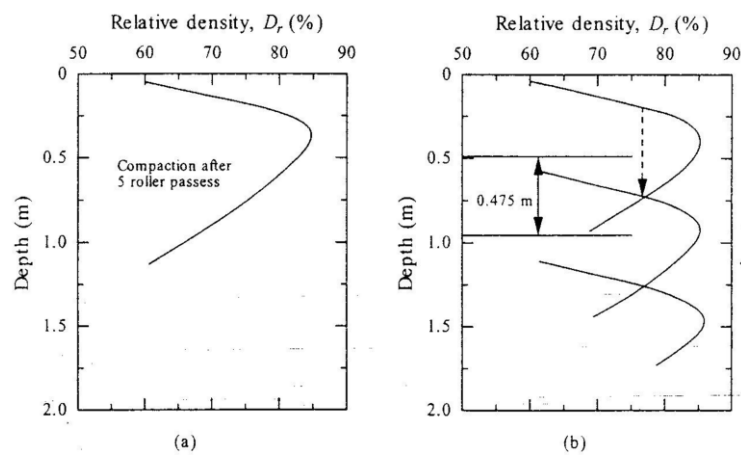 Relative density, Dr (%)
50 60 70 80 90
0
0.5
1.0
1.5
2.0
Depth (m)
Compaction after
5 roller passess
(a)
Relative density, Dr (%)
50 60 70 80 90
0
0.5
1.0
1.5
2.0
Depth (m)
0.475 m
(b)